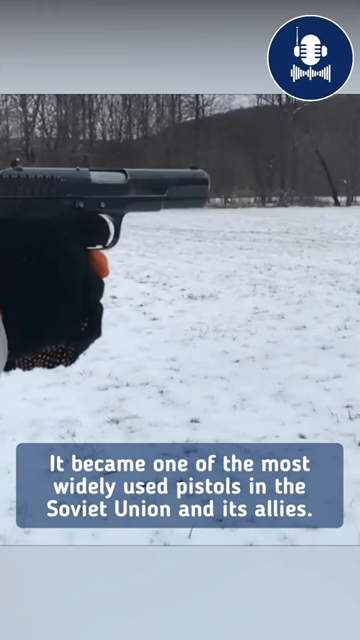 It became one of the most
widely used pistols in the
Soviet Union and its allies.